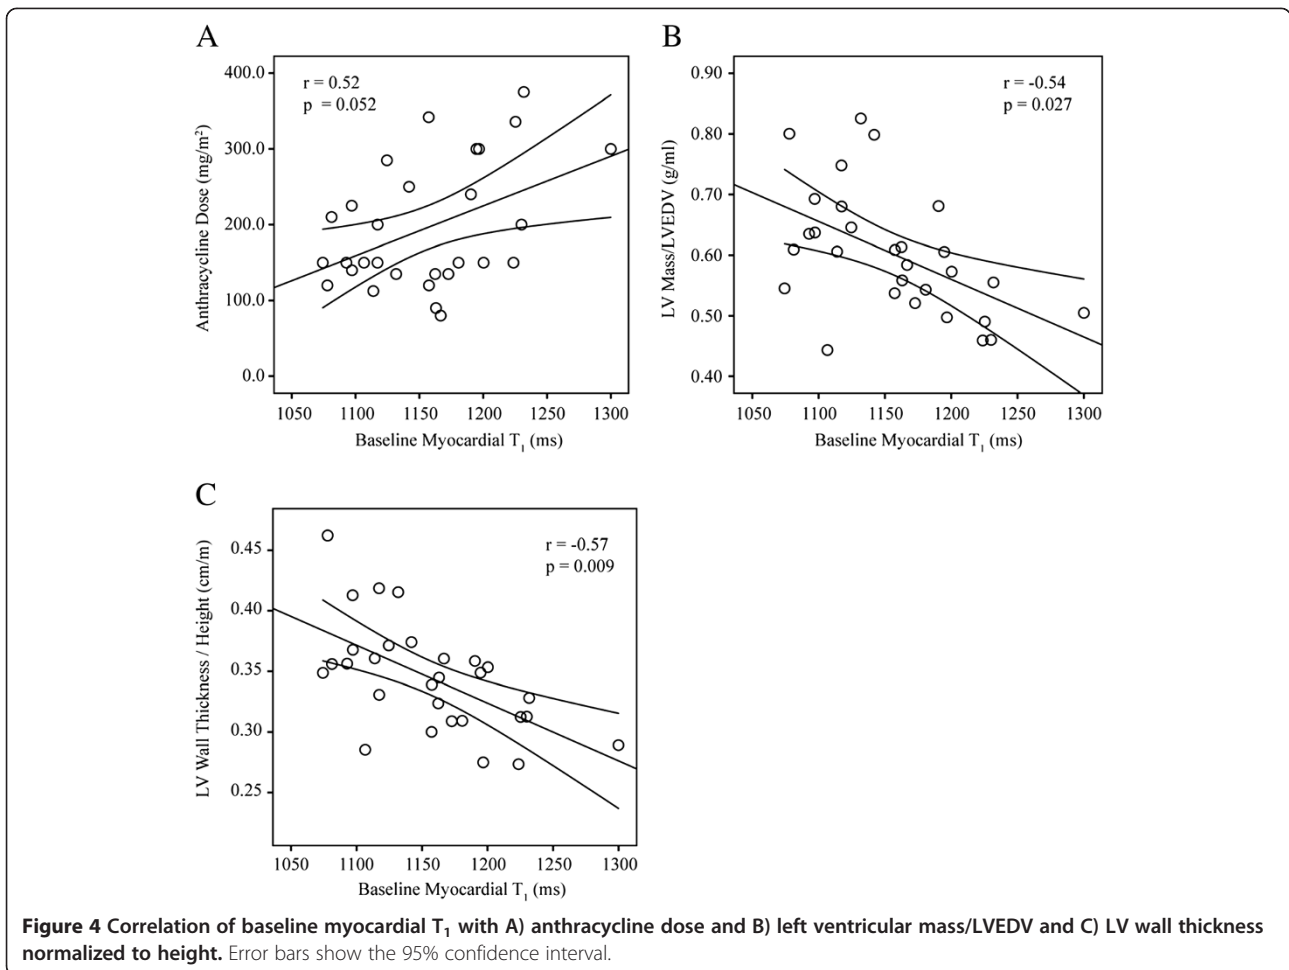 A
400.0
300.0
200.0
100.0
0.0
Anthracycline Dose (mg/m²)
r = 0.52
p = 0.052
1050 1100 1150 1200 1250 1300
Baseline Myocardial T₁ (ms)
B
0.90
0.80
0.70
0.60
0.50
0.40
LV Mass/LVEDV (g/ml)
r = -0.54
p = 0.027
1050 1100 1150 1200 1250 1300
Baseline Myocardial T₁ (ms)
C
0.45
0.40
0.35
0.30
0.25
LV Wall Thickness / Height (cm/m)
r = -0.57
p = 0.009
1050 1100 1150 1200 1250 1300
Baseline Myocardial T₁ (ms)
Figure 4 Correlation of baseline myocardial T₁ with A) anthracycline dose and B) left ventricular mass/LVEDV and C) LV wall thickness
normalized to height. Error bars show the 95% confidence interval.